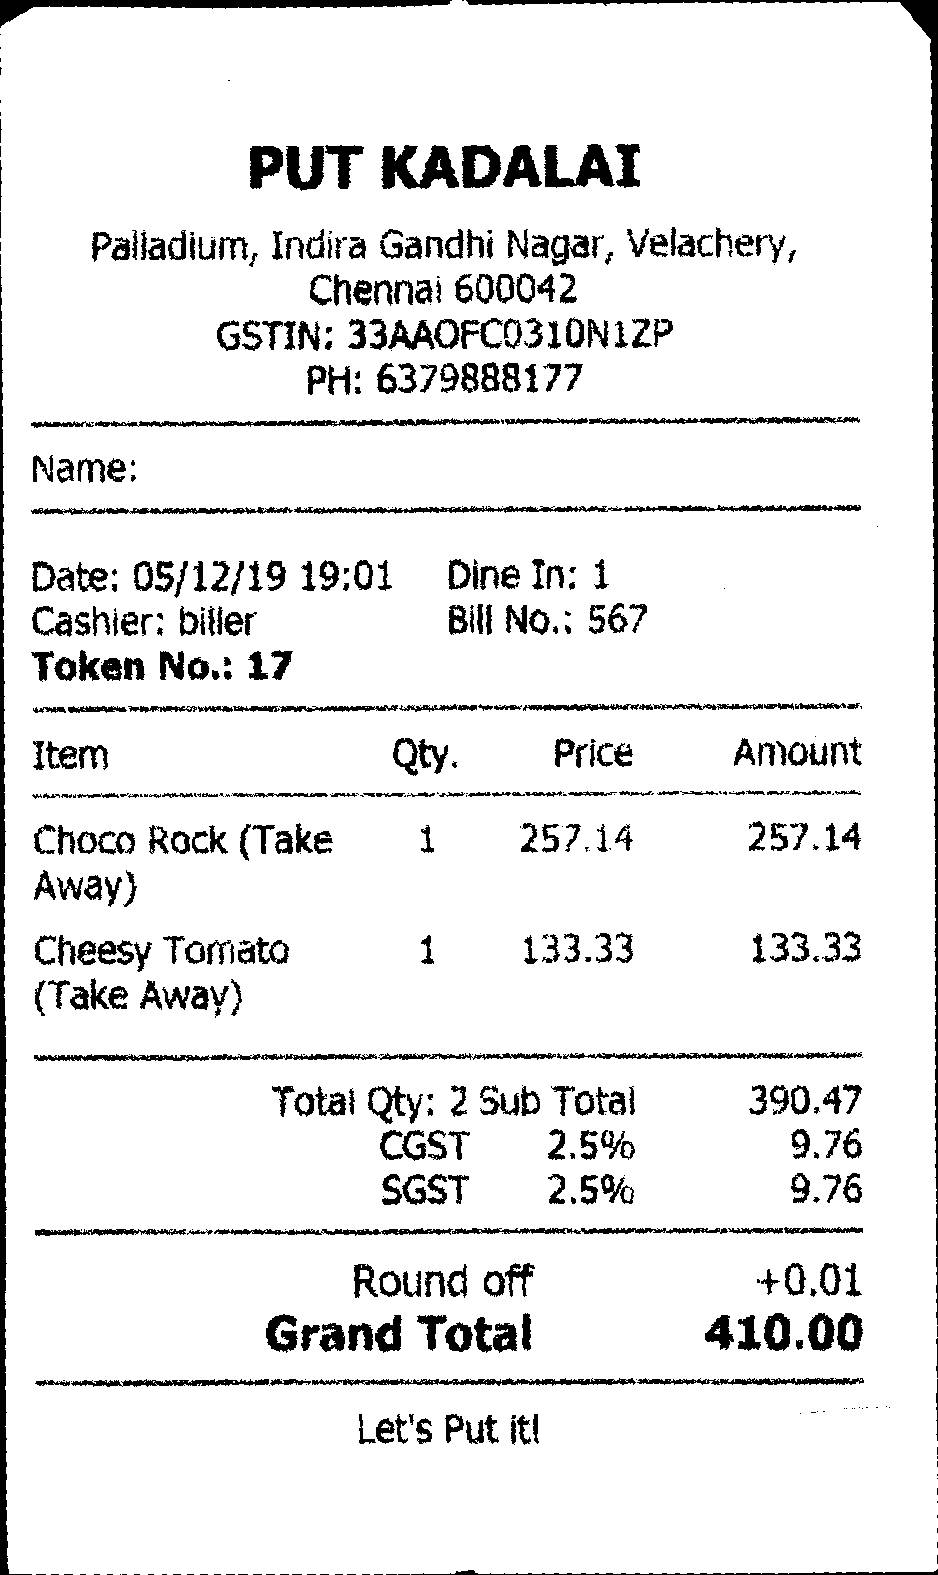 PUT KADALAI
Palladium, Indira Gandhi Nagar, Velachery,
Chennai 600042
GSTIN: 33AAOFC0310N1ZP
PH: 6379888177
Name:
Date: 05/12/19 19:01 Dine In: 1
Cashier: biller Bill No.: 567
Token No.: 17
Item Qty. Price Amount
Choco Rock (Take 1 257.14 257.14
Away)
Cheesy Tomato 1 133.33 133.33
(Take Away)
Total Qty: 2 Sub Total 390.47
CGST 2.5% 9.76
SGST 2.5% 9.76
Round off +0.01
Grand Total 410.00
Let's Put it!